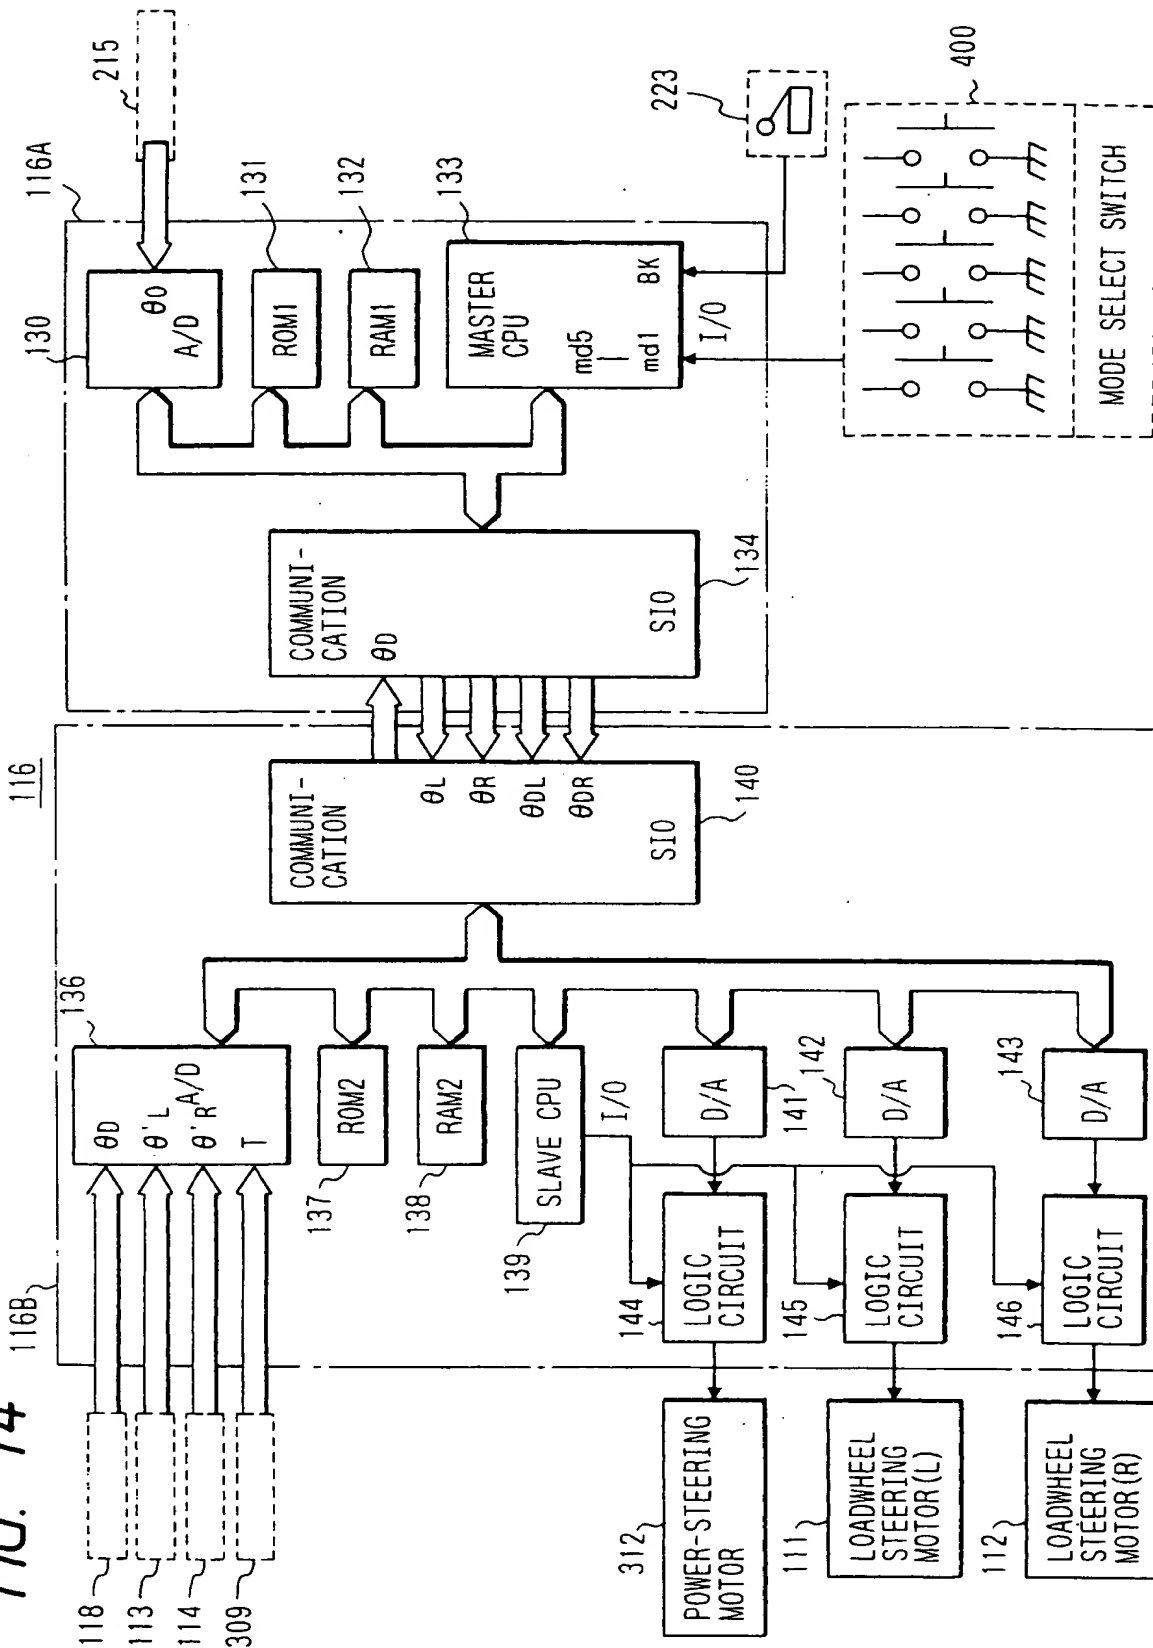 FIG. 14
116
116B
116A
118
113
114
309
136
θD
θ'L
θ'R
A/D
T
ROM2
137
RAM2
138
SLAVE CPU
139
I/O
D/A
141
D/A
142
D/A
143
LOGIC
CIRCUIT
144
LOGIC
CIRCUIT
145
LOGIC
CIRCUIT
146
POWER-STEERING
MOTOR
312
LOADWHEEL
STEERING
MOTOR(L)
111
LOADWHEEL
STEERING
MOTOR(R)
112
COMMUNI-
CATION
θL
θR
θDL
θDR
SIO
140
COMMUNI-
CATION
θD
SIO
134
130
θ0
A/D
215
ROM1
131
RAM1
132
MASTER
CPU
133
md5
md1
BK
I/O
223
400
MODE SELECT SWITCH